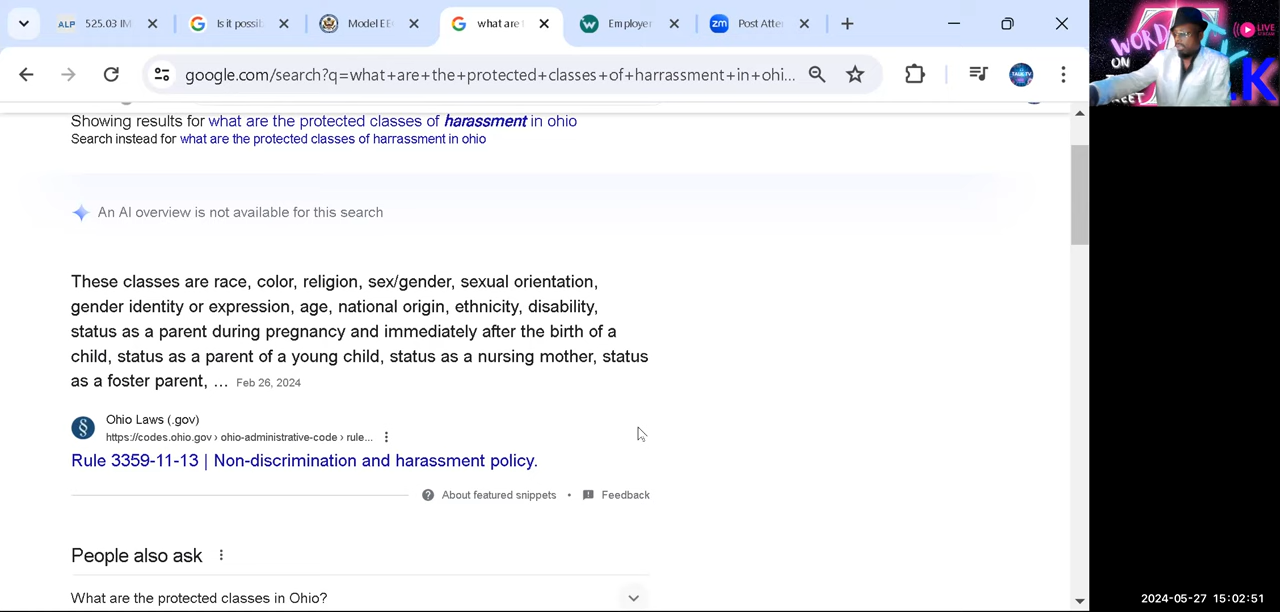 ALP 525.03 IM
Is it possib
Model EE
what are t
Employer
zm Post Atte
google.com/search?q=what+are+the+protected+classes+of+harrassment+in+ohi...
Showing results for what are the protected classes of harassment in ohio
Search instead for what are the protected classes of harrassment in ohio
An AI overview is not available for this search
These classes are race, color, religion, sex/gender, sexual orientation,
gender identity or expression, age, national origin, ethnicity, disability,
status as a parent during pregnancy and immediately after the birth of a
child, status as a parent of a young child, status as a nursing mother, status
as a foster parent, ... Feb 26, 2024
Ohio Laws (.gov)
https://codes.ohio.gov › ohio-administrative-code › rule...
Rule 3359-11-13 | Non-discrimination and harassment policy.
About featured snippets • Feedback
People also ask
What are the protected classes in Ohio?
WORD
ON
LIVE
2024-05-27 15:02:51